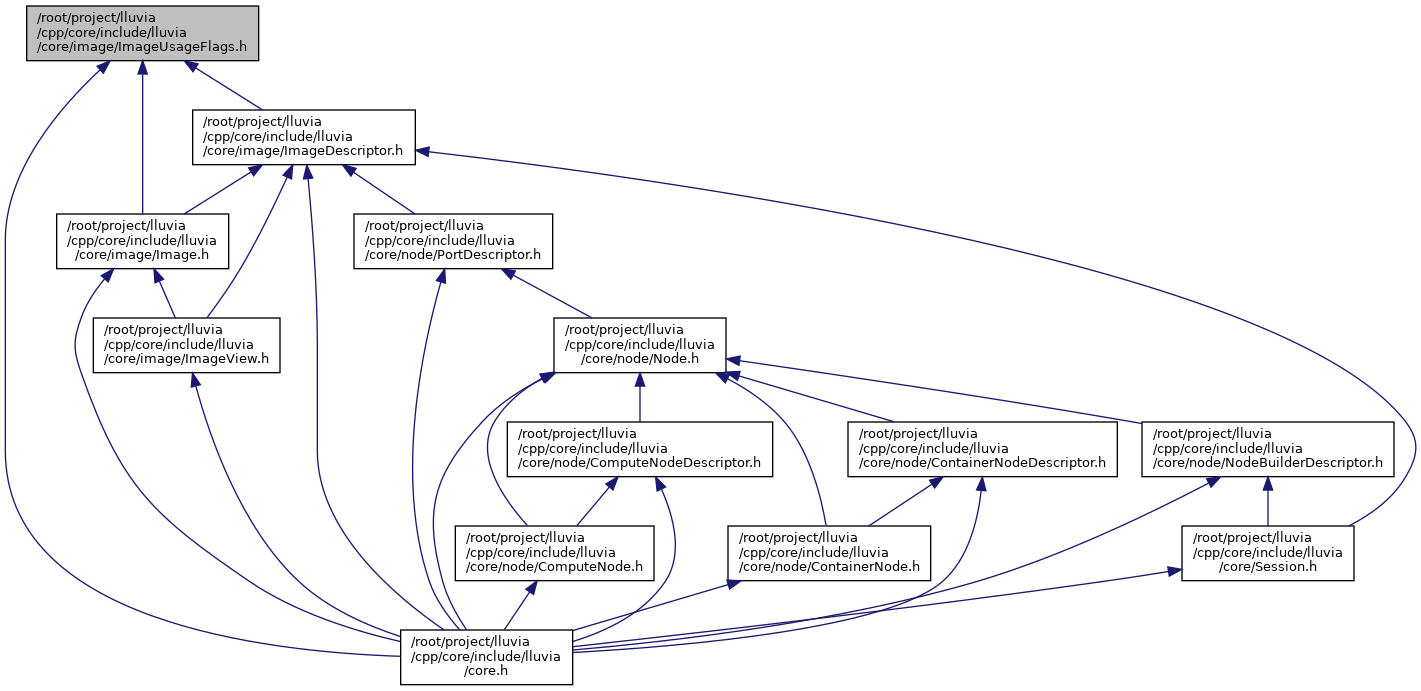 /root/project/lluvia
/cpp/core/include/lluvia
/core/image/ImageUsageFlags.h
/root/project/lluvia
/cpp/core/include/lluvia
/core/image/ImageDescriptor.h
/root/project/lluvia
/cpp/core/include/lluvia
/core/image/Image.h
/root/project/lluvia
/cpp/core/include/lluvia
/core/node/PortDescriptor.h
/root/project/lluvia
/cpp/core/include/lluvia
/core/image/ImageView.h
/root/project/lluvia
/cpp/core/include/lluvia
/core/node/Node.h
/root/project/lluvia
/cpp/core/include/lluvia
/core/node/ComputeNodeDescriptor.h
/root/project/lluvia
/cpp/core/include/lluvia
/core/node/ContainerNodeDescriptor.h
/root/project/lluvia
/cpp/core/include/lluvia
/core/node/NodeBuilderDescriptor.h
/root/project/lluvia
/cpp/core/include/lluvia
/core/node/ComputeNode.h
/root/project/lluvia
/cpp/core/include/lluvia
/core/node/ContainerNode.h
/root/project/lluvia
/cpp/core/include/lluvia
/core/Session.h
/root/project/lluvia
/cpp/core/include/lluvia
/core.h